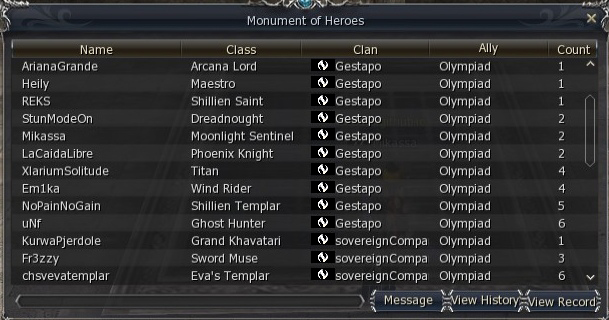 Monument of Heroes
Name Class Clan Ally Count
ArianaGrande Arcana Lord Gestapo Olympiad 1
Heily Maestro Gestapo Olympiad 1
REKS Shillien Saint Gestapo Olympiad 1
StunModeOn Dreadnought Gestapo Olympiad 2
Mikassa Moonlight Sentinel Gestapo Olympiad 2
LaCaidaLibre Phoenix Knight Gestapo Olympiad 2
XlariumSolitude Titan Gestapo Olympiad 4
Em1ka Wind Rider Gestapo Olympiad 4
NoPainNoGain Shillien Templar Gestapo Olympiad 5
uNf Ghost Hunter Gestapo Olympiad 6
KurwaPjerdole Grand Khavatari sovereignCompa Olympiad 1
Fr3zzy Sword Muse sovereignCompa Olympiad 3
chsvevatemplar Eva's Templar sovereignCompa Olympiad 6
Message View History View Record